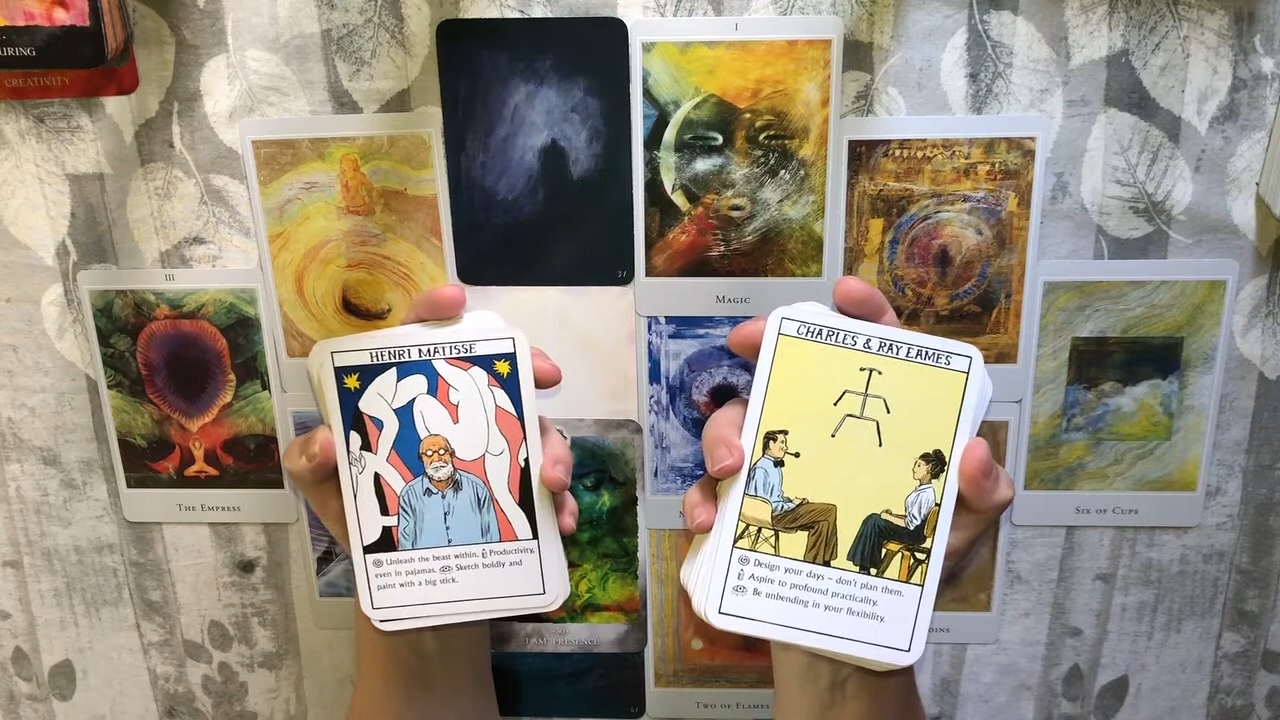 URING
CREATIVITY
I
31
MAGIC
III
THE EMPRESS
HENRI MATISSE
Unleash the beast within. Productivity,
even in pajamas. Sketch boldly and
paint with a big stick.
CHARLES & RAY EAMES
Design your days – don't plan them.
Aspire to profound practicality.
Be unbending in your flexibility.
SIX OF CUPS
I AM PRESENCE
OINS
TWO OF FLAMES